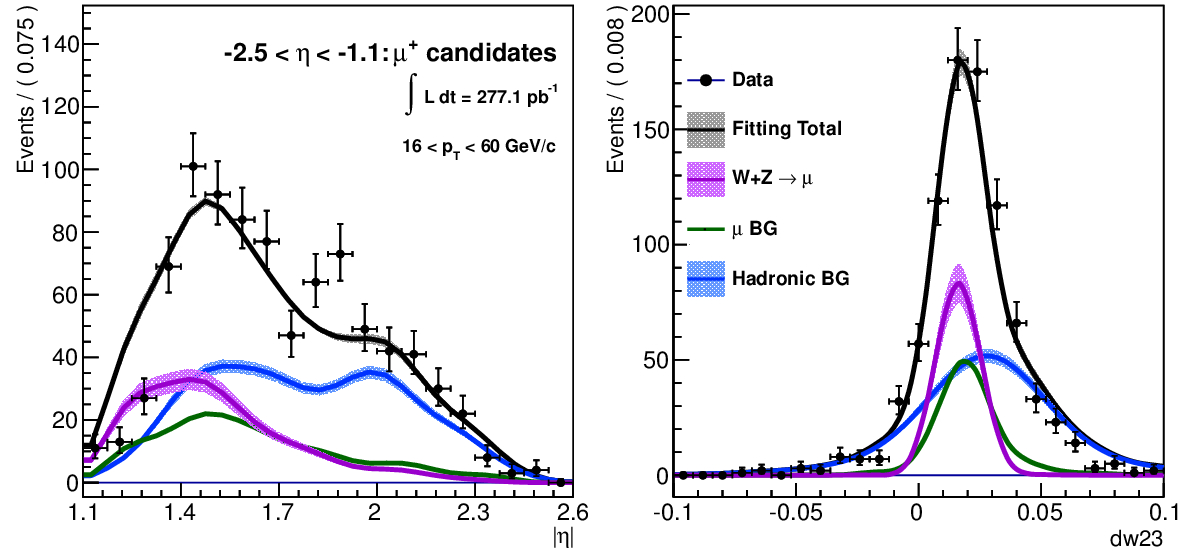 Events / ( 0.075 )
140
120
100
80
60
40
20
0
-2.5 < η < -1.1: μ⁺ candidates
∫ L dt = 277.1 pb⁻¹
16 < p_T < 60 GeV/c
1.1 1.4 1.7 2 2.3 2.6
|η|
Events / ( 0.008 )
200
150
100
50
0
Data
Fitting Total
W+Z → μ
μ BG
Hadronic BG
-0.1 -0.05 0 0.05 0.1
dw23